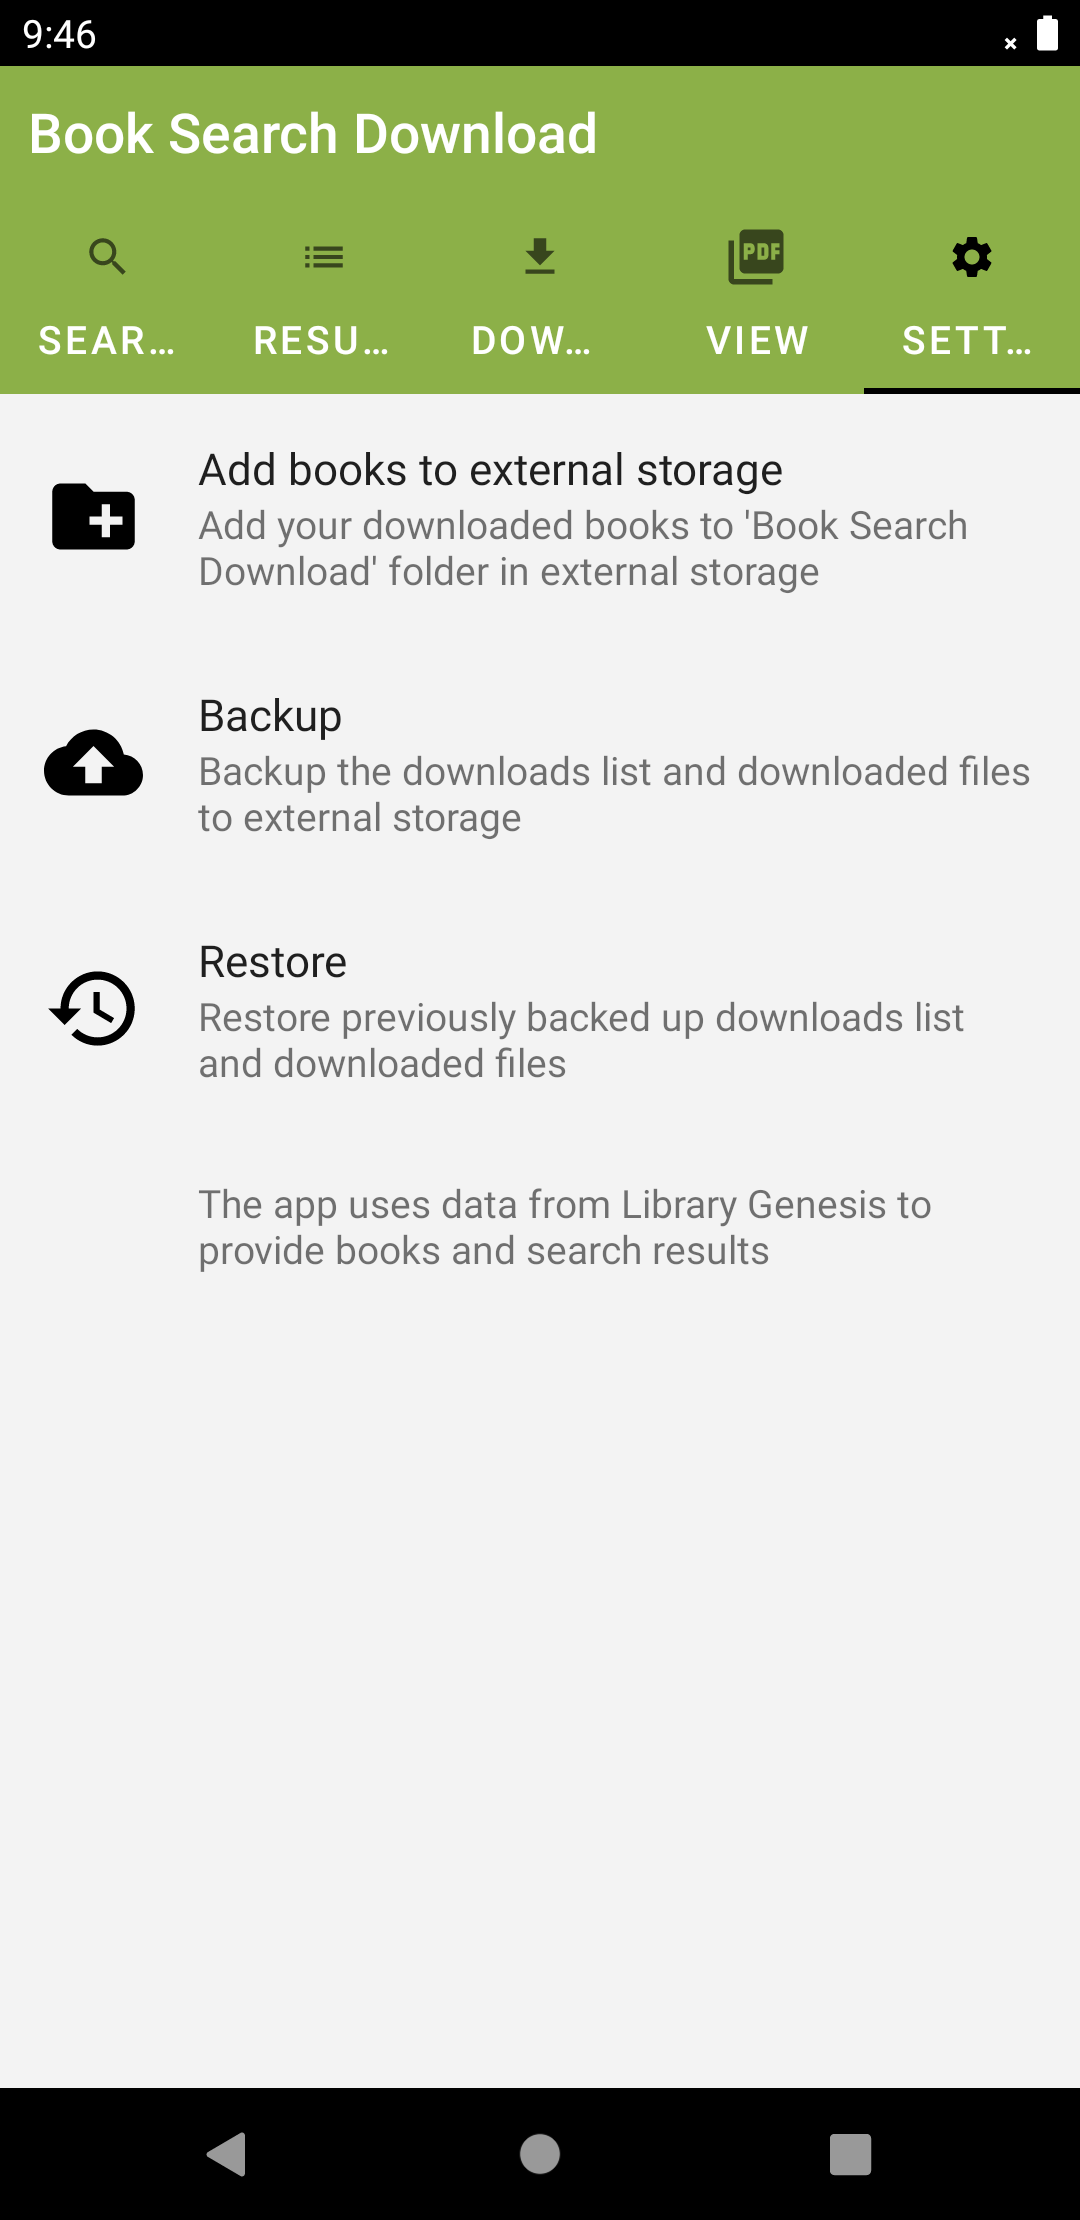 9:46
Book Search Download
SEAR…
RESU…
DOW…
PDF
VIEW
SETT…
Add books to external storage
Add your downloaded books to 'Book Search
Download' folder in external storage
Backup
Backup the downloads list and downloaded files
to external storage
Restore
Restore previously backed up downloads list
and downloaded files
The app uses data from Library Genesis to
provide books and search results